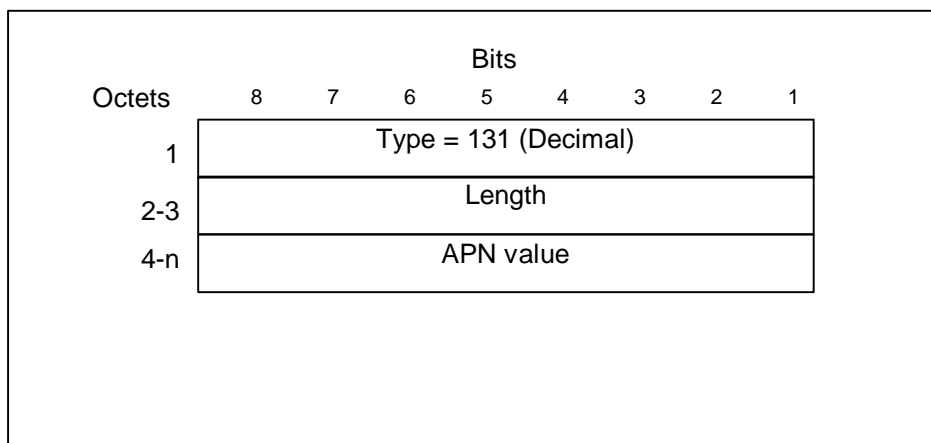 Bits
Octets 8 7 6 5 4 3 2 1
1 Type = 131 (Decimal)
2-3 Length
4-n APN value